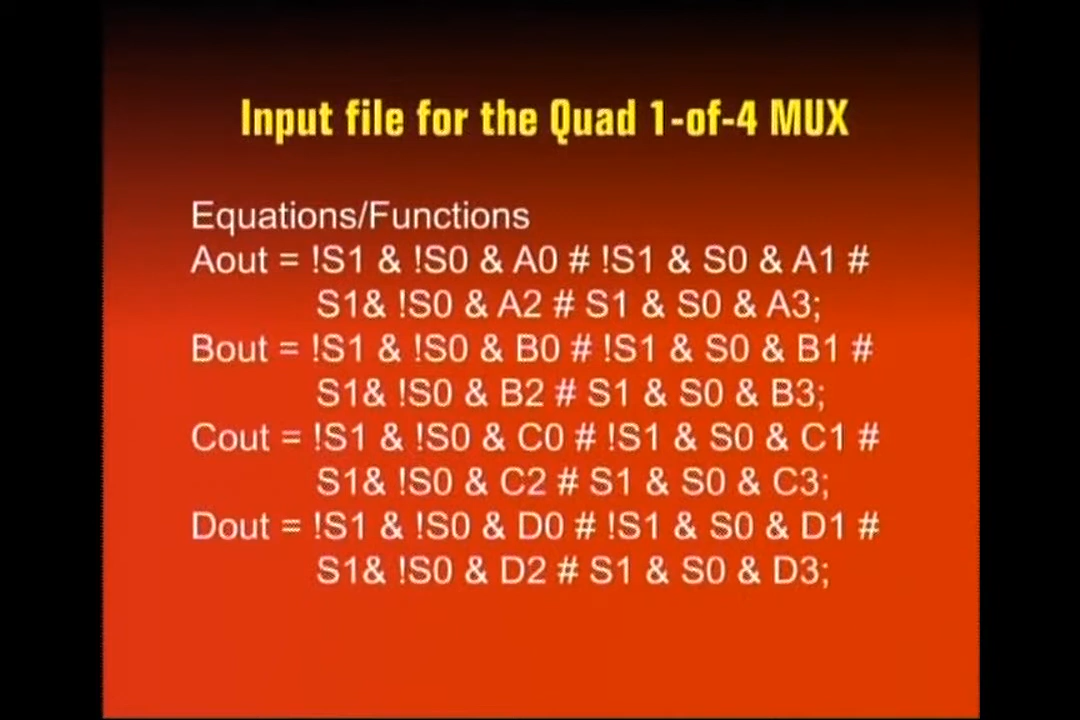 Input file for the Quad 1-of-4 MUX
Equations/Functions
Aout = !S1 & !S0 & A0 # !S1 & S0 & A1 #
S1& !S0 & A2 # S1 & S0 & A3;
Bout = !S1 & !S0 & B0 # !S1 & S0 & B1 #
S1& !S0 & B2 # S1 & S0 & B3;
Cout = !S1 & !S0 & C0 # !S1 & S0 & C1 #
S1& !S0 & C2 # S1 & S0 & C3;
Dout = !S1 & !S0 & D0 # !S1 & S0 & D1 #
S1& !S0 & D2 # S1 & S0 & D3;